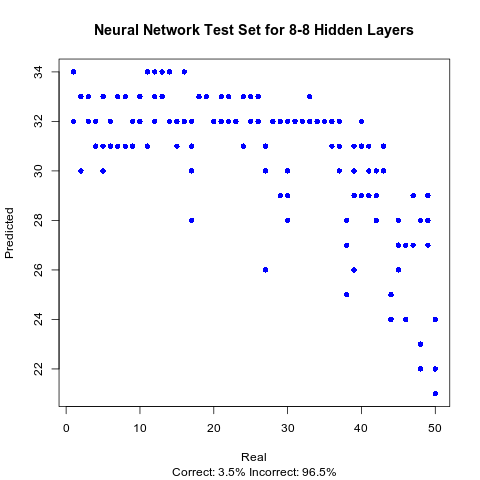 Neural Network Test Set for 8-8 Hidden Layers
34
32
30
28
26
24
22
Predicted
0 10 20 30 40 50
Real
Correct: 3.5% Incorrect: 96.5%